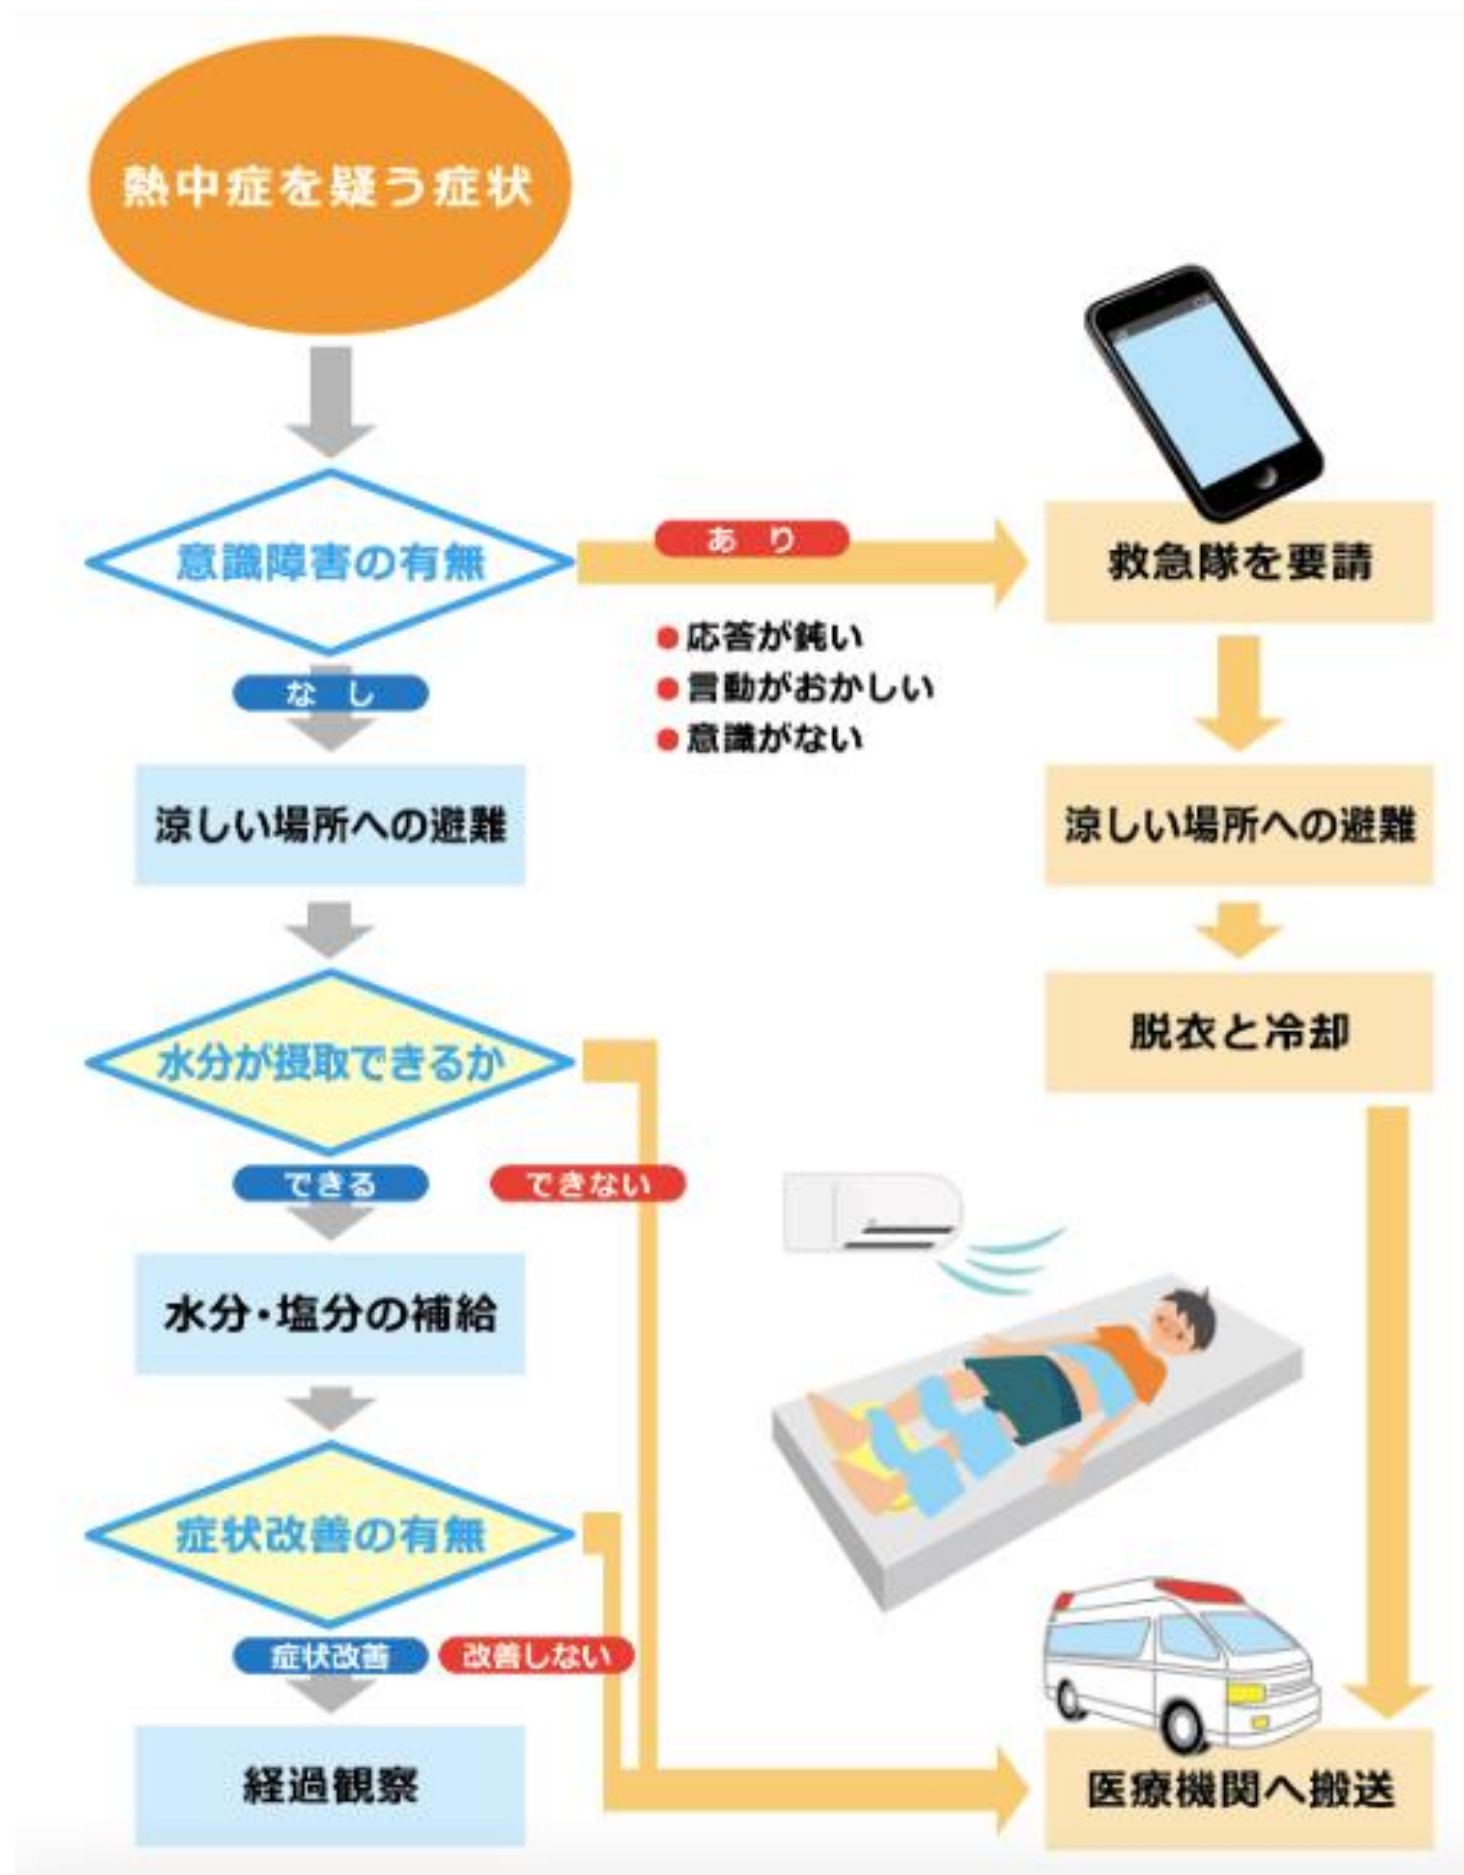 熱中症を疑う症状
意識障害の有無
あり
救急隊を要請
●応答が鈍い
●言動がおかしい
●意識がない
なし
涼しい場所への避難
涼しい場所への避難
水分が摂取できるか
脱衣と冷却
できる
できない
水分・塩分の補給
症状改善の有無
症状改善
改善しない
経過観察
医療機関へ搬送